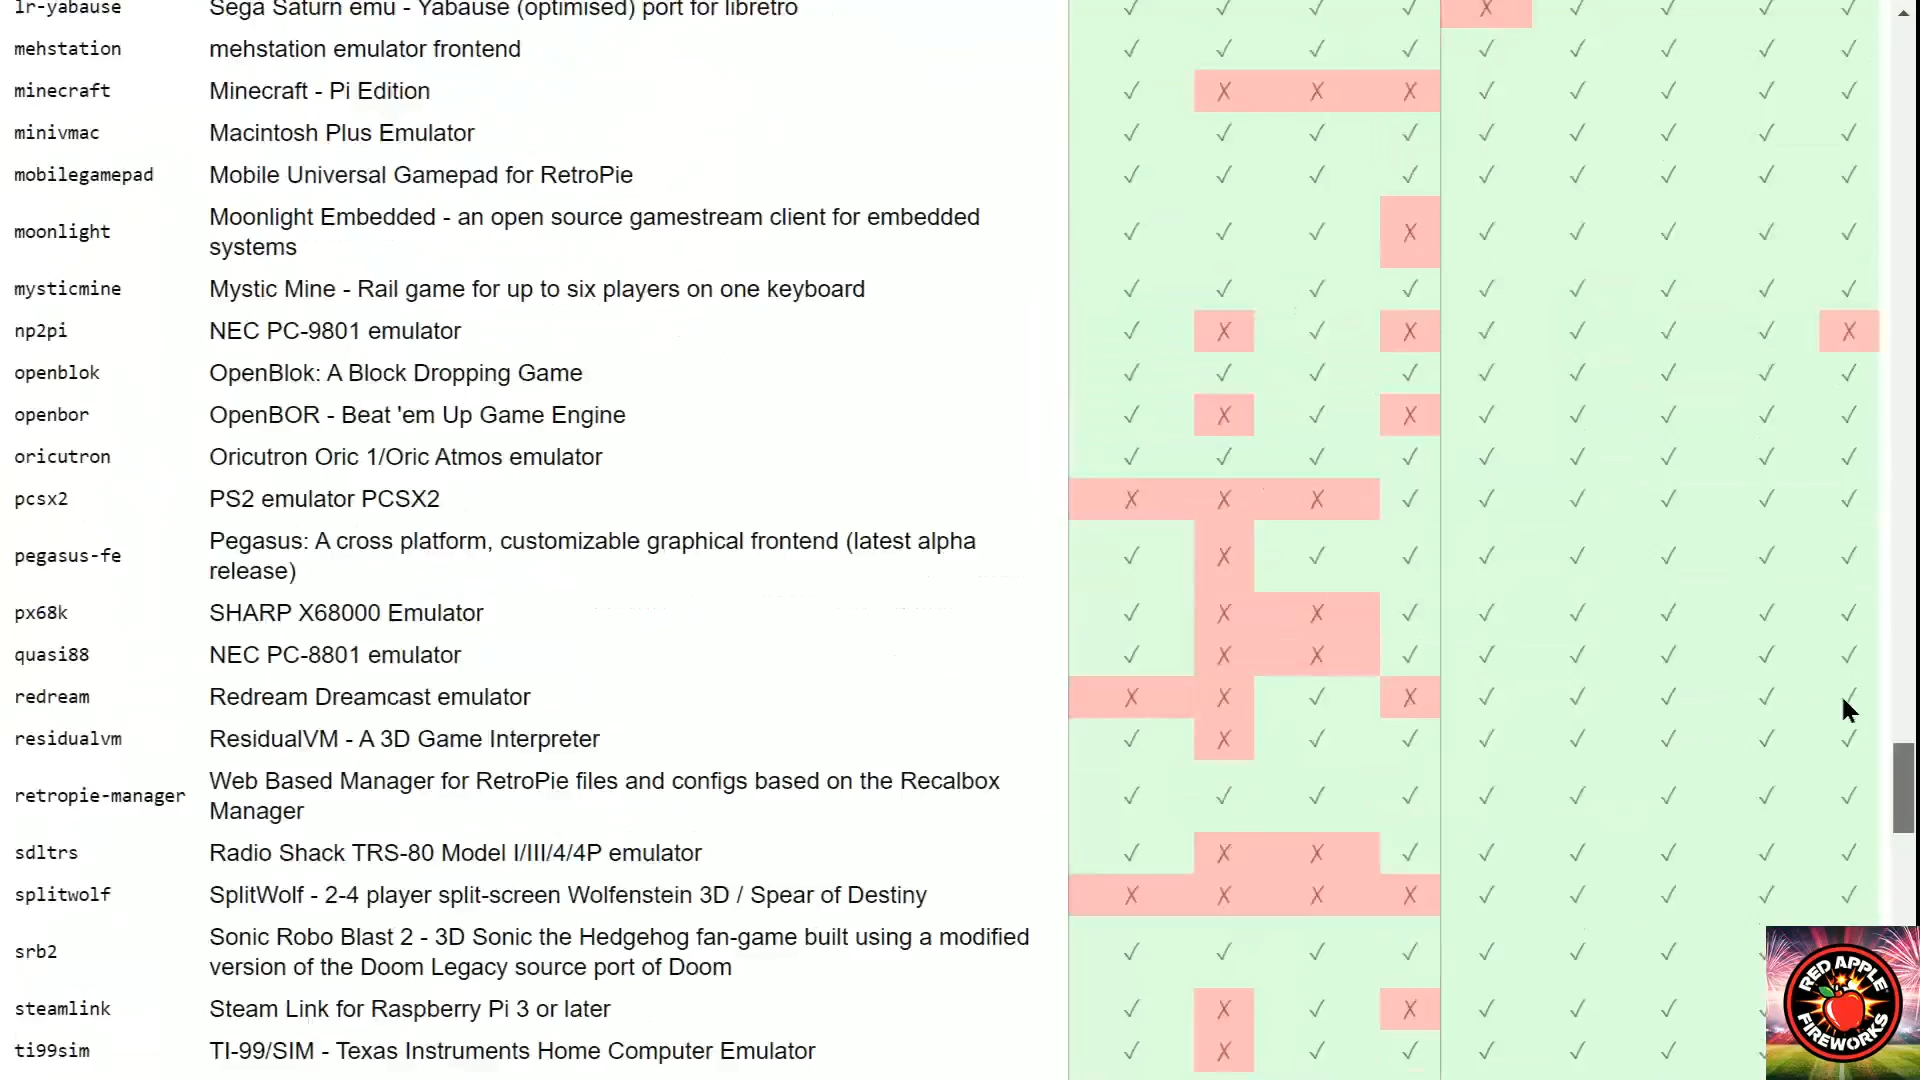 lr-yabause Sega Saturn emu - Yabause (optimised) port for libretro ✓ ✓ ✓ ✓ ✗ ✓ ✓ ✓ ✓
mehstation mehstation emulator frontend ✓ ✓ ✓ ✓ ✓ ✓ ✓ ✓ ✓
minecraft Minecraft - Pi Edition ✓ ✗ ✗ ✗ ✓ ✓ ✓ ✓ ✓
minivmac Macintosh Plus Emulator ✓ ✓ ✓ ✓ ✓ ✓ ✓ ✓ ✓
mobilegamepad Mobile Universal Gamepad for RetroPie ✓ ✓ ✓ ✓ ✓ ✓ ✓ ✓ ✓
moonlight Moonlight Embedded - an open source gamestream client for embedded
systems ✓ ✓ ✓ ✗ ✓ ✓ ✓ ✓ ✓
mysticmine Mystic Mine - Rail game for up to six players on one keyboard ✓ ✓ ✓ ✓ ✓ ✓ ✓ ✓ ✓
np2pi NEC PC-9801 emulator ✓ ✗ ✓ ✗ ✓ ✓ ✓ ✓ ✗
openblok OpenBlok: A Block Dropping Game ✓ ✓ ✓ ✓ ✓ ✓ ✓ ✓ ✓
openbor OpenBOR - Beat 'em Up Game Engine ✓ ✗ ✓ ✗ ✓ ✓ ✓ ✓ ✓
oricutron Oricutron Oric 1/Oric Atmos emulator ✓ ✓ ✓ ✓ ✓ ✓ ✓ ✓ ✓
pcsx2 PS2 emulator PCSX2 ✗ ✗ ✗ ✓ ✓ ✓ ✓ ✓ ✓
pegasus-fe Pegasus: A cross platform, customizable graphical frontend (latest alpha
release) ✓ ✗ ✓ ✓ ✓ ✓ ✓ ✓ ✓
px68k SHARP X68000 Emulator ✓ ✗ ✗ ✓ ✓ ✓ ✓ ✓ ✓
quasi88 NEC PC-8801 emulator ✓ ✗ ✗ ✓ ✓ ✓ ✓ ✓ ✓
redream Redream Dreamcast emulator ✗ ✗ ✓ ✗ ✓ ✓ ✓ ✓ ✓
residualvm ResidualVM - A 3D Game Interpreter ✓ ✗ ✓ ✓ ✓ ✓ ✓ ✓ ✓
retropie-manager Web Based Manager for RetroPie files and configs based on the Recalbox
Manager ✓ ✓ ✓ ✓ ✓ ✓ ✓ ✓ ✓
sdltrs Radio Shack TRS-80 Model I/III/4/4P emulator ✓ ✗ ✗ ✓ ✓ ✓ ✓ ✓ ✓
splitwolf SplitWolf - 2-4 player split-screen Wolfenstein 3D / Spear of Destiny ✗ ✗ ✗ ✗ ✓ ✓ ✓ ✓ ✓
srb2 Sonic Robo Blast 2 - 3D Sonic the Hedgehog fan-game built using a modified
version of the Doom Legacy source port of Doom ✓ ✓ ✓ ✓ ✓ ✓ ✓
steamlink Steam Link for Raspberry Pi 3 or later ✓ ✗ ✓ ✗ ✓ ✓ ✓
ti99sim TI-99/SIM - Texas Instruments Home Computer Emulator ✓ ✗ ✓ ✓ ✓ ✓ ✓
RED APPLE
FIREWORKS